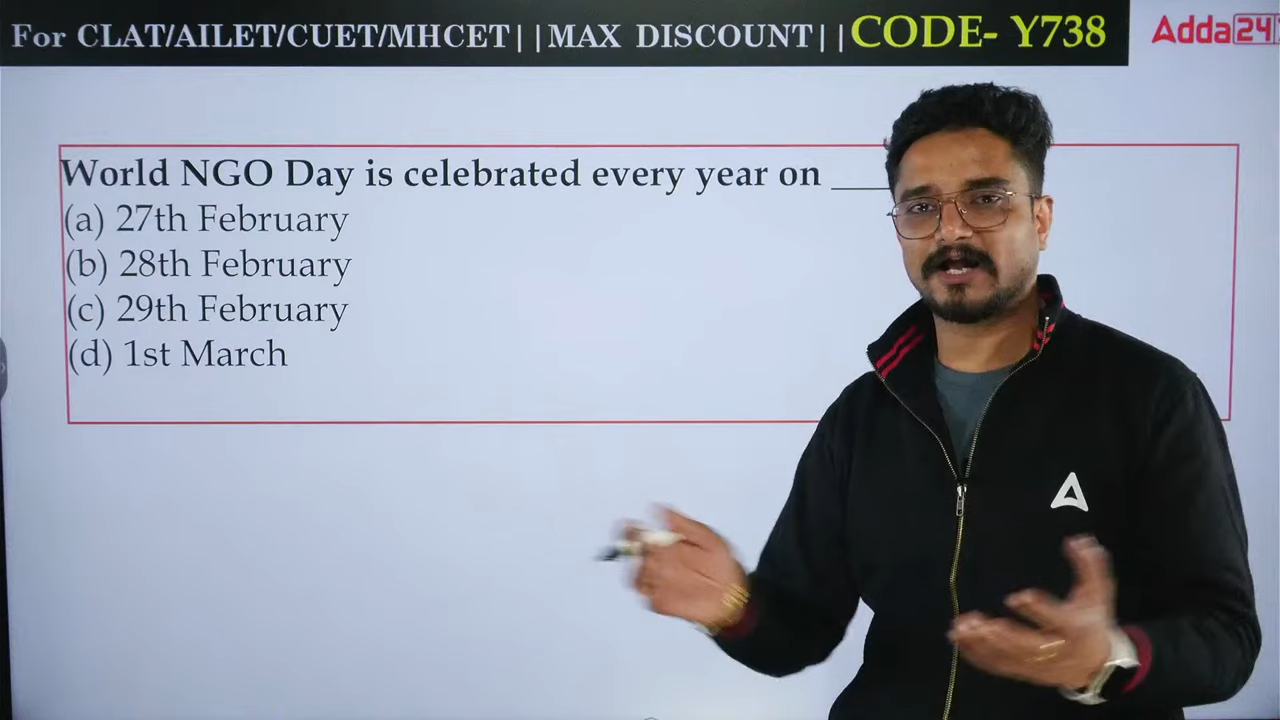 For CLAT/AILET/CUET/MHCET||MAX DISCOUNT||CODE- Y738
Adda24
World NGO Day is celebrated every year on ____
(a) 27th February
(b) 28th February
(c) 29th February
(d) 1st March